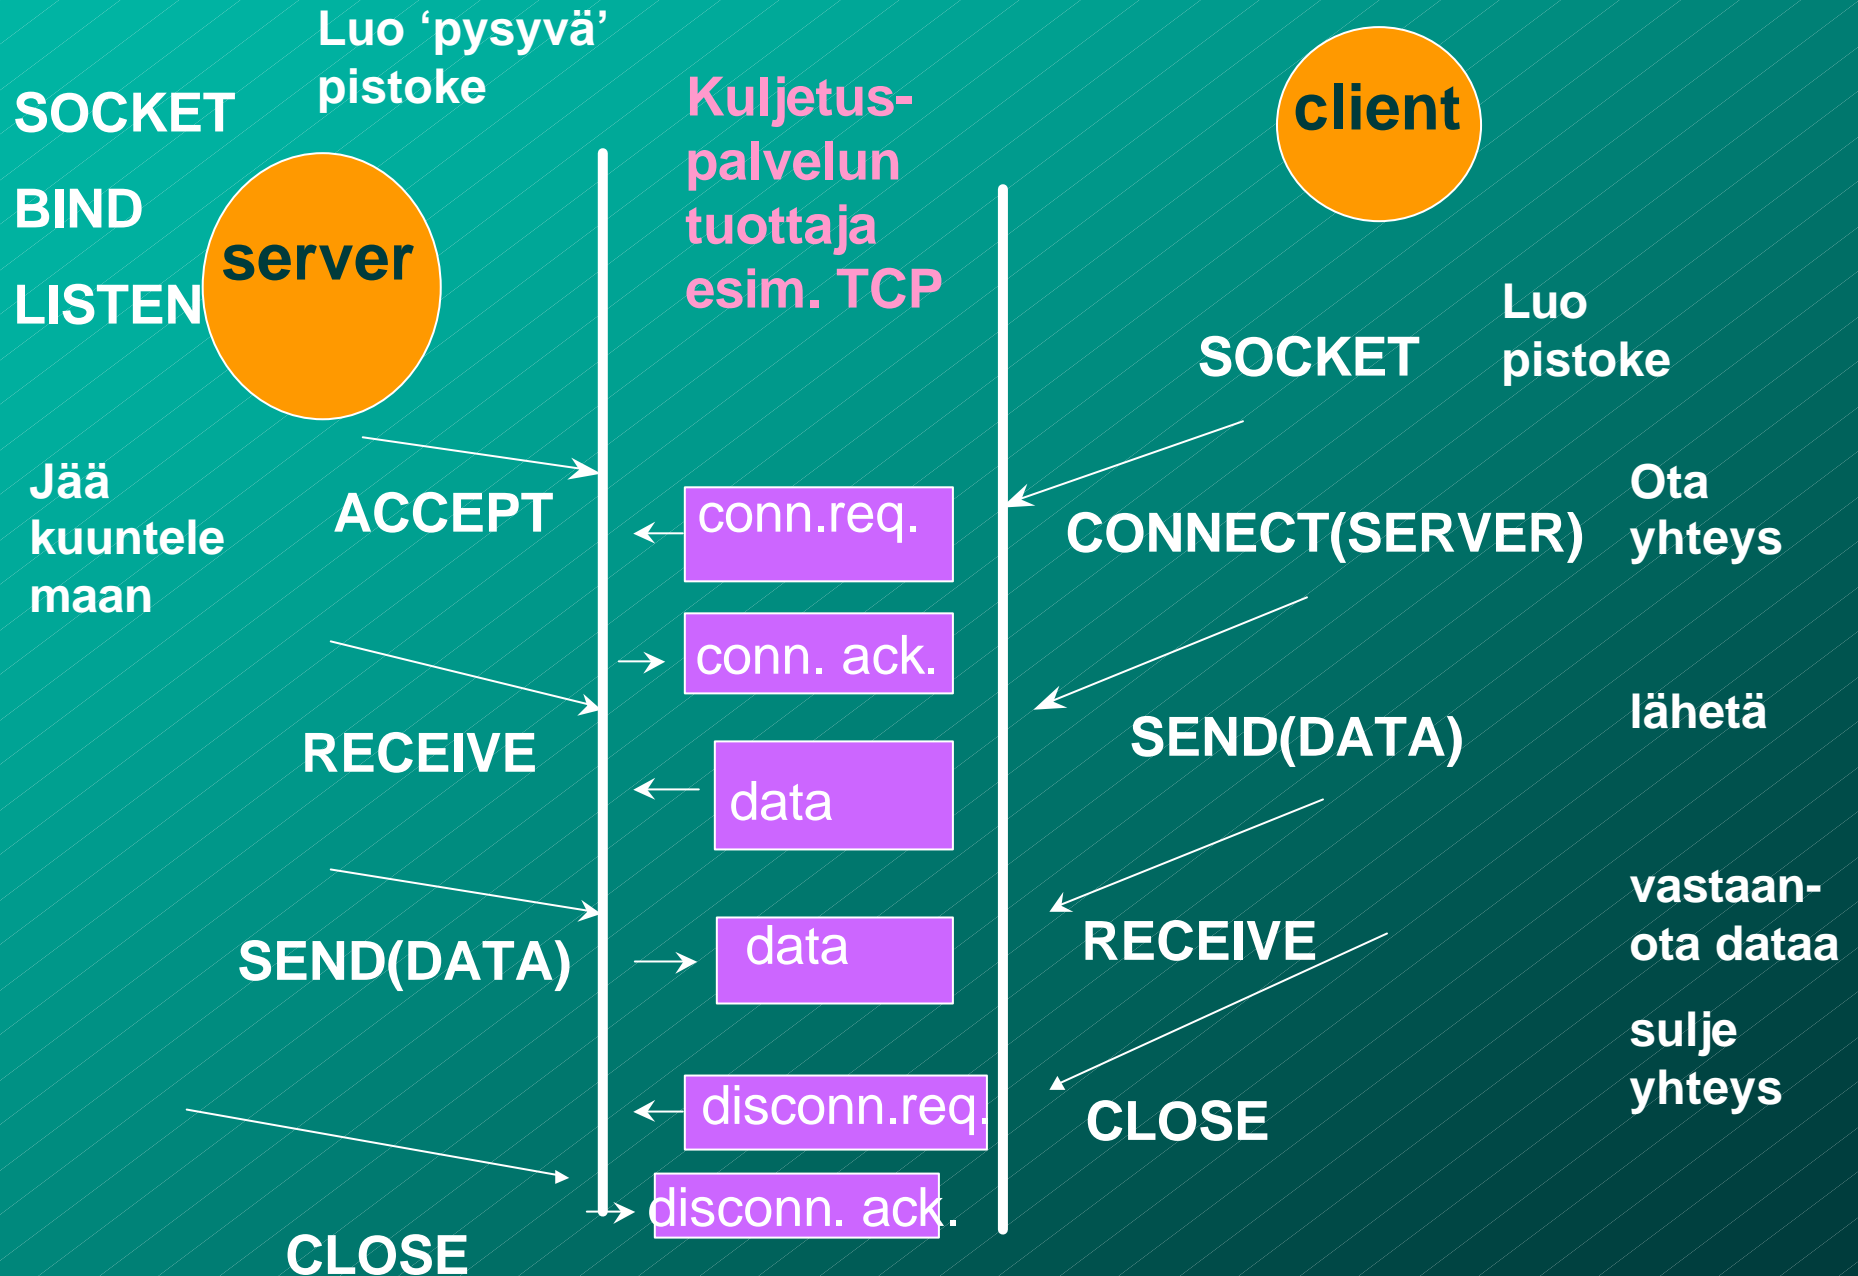 Luo ‘pysyvä’
pistoke
SOCKET
BIND
LISTEN
server
Kuljetus-
palvelun
tuottaja
esim. TCP
client
SOCKET
Luo
pistoke
Jää
kuuntele
maan
ACCEPT
conn.req.
CONNECT(SERVER)
Ota
yhteys
conn. ack.
RECEIVE
SEND(DATA)
lähetä
data
SEND(DATA)
data
RECEIVE
vastaan-
ota dataa
disconn.req.
CLOSE
sulje
yhteys
disconn. ack.
CLOSE